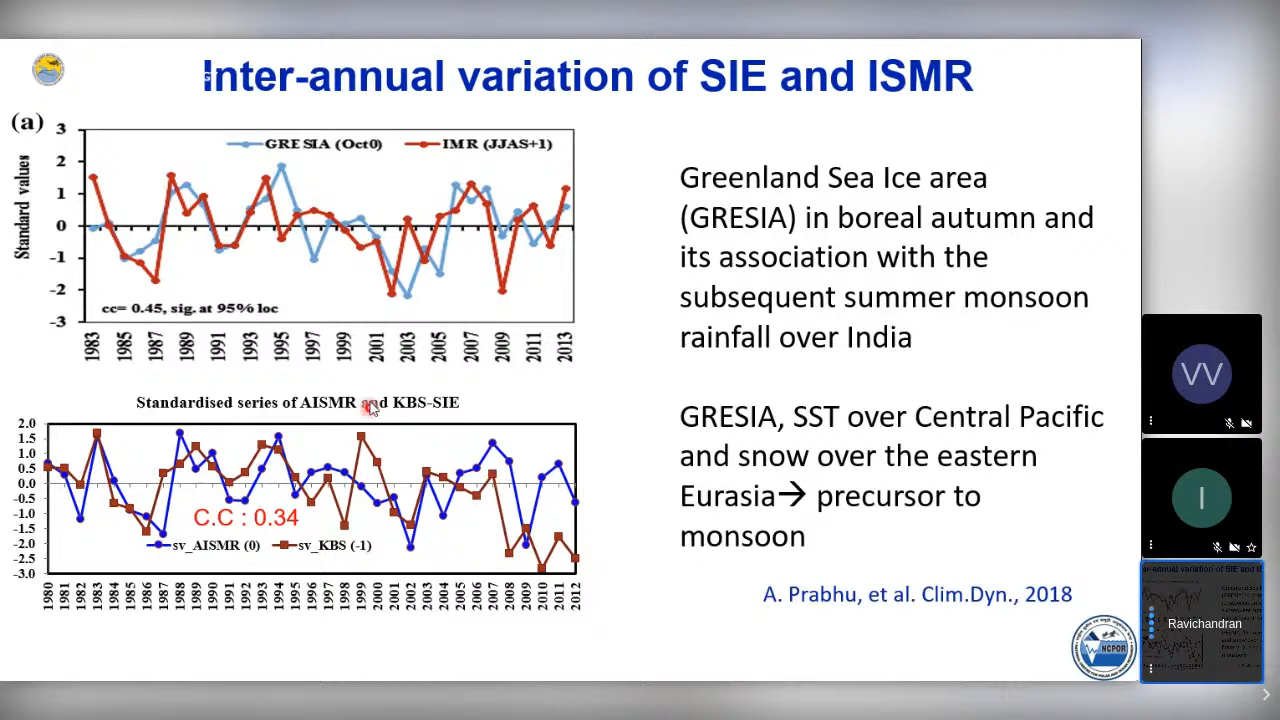 Inter-annual variation of SIE and ISMR
(a)
GRESIA (Oct0)
IMR (JJAS+1)
Standard values
3
2
1
0
-1
-2
-3
cc= 0.45, sig. at 95% loc
1983
1985
1987
1989
1991
1993
1995
1997
1999
2001
2003
2005
2007
2009
2011
2013
Standardised series of AISMR and KBS-SIE
2.0
1.5
1.0
0.5
0.0
-0.5
-1.0
-1.5
-2.0
-2.5
-3.0
C.C : 0.34
sv_AISMR (0)
sv_KBS (-1)
1980
1981
1982
1983
1984
1985
1986
1987
1988
1989
1990
1991
1992
1993
1994
1995
1996
1997
1998
1999
2000
2001
2002
2003
2004
2005
2006
2007
2008
2009
2010
2011
2012
Greenland Sea Ice area
(GRESIA) in boreal autumn and
its association with the
subsequent summer monsoon
rainfall over India
GRESIA, SST over Central Pacific
and snow over the eastern
Eurasia→ precursor to
monsoon
A. Prabhu, et al. Clim.Dyn., 2018
NCPOR
VV
I
Ravichandran